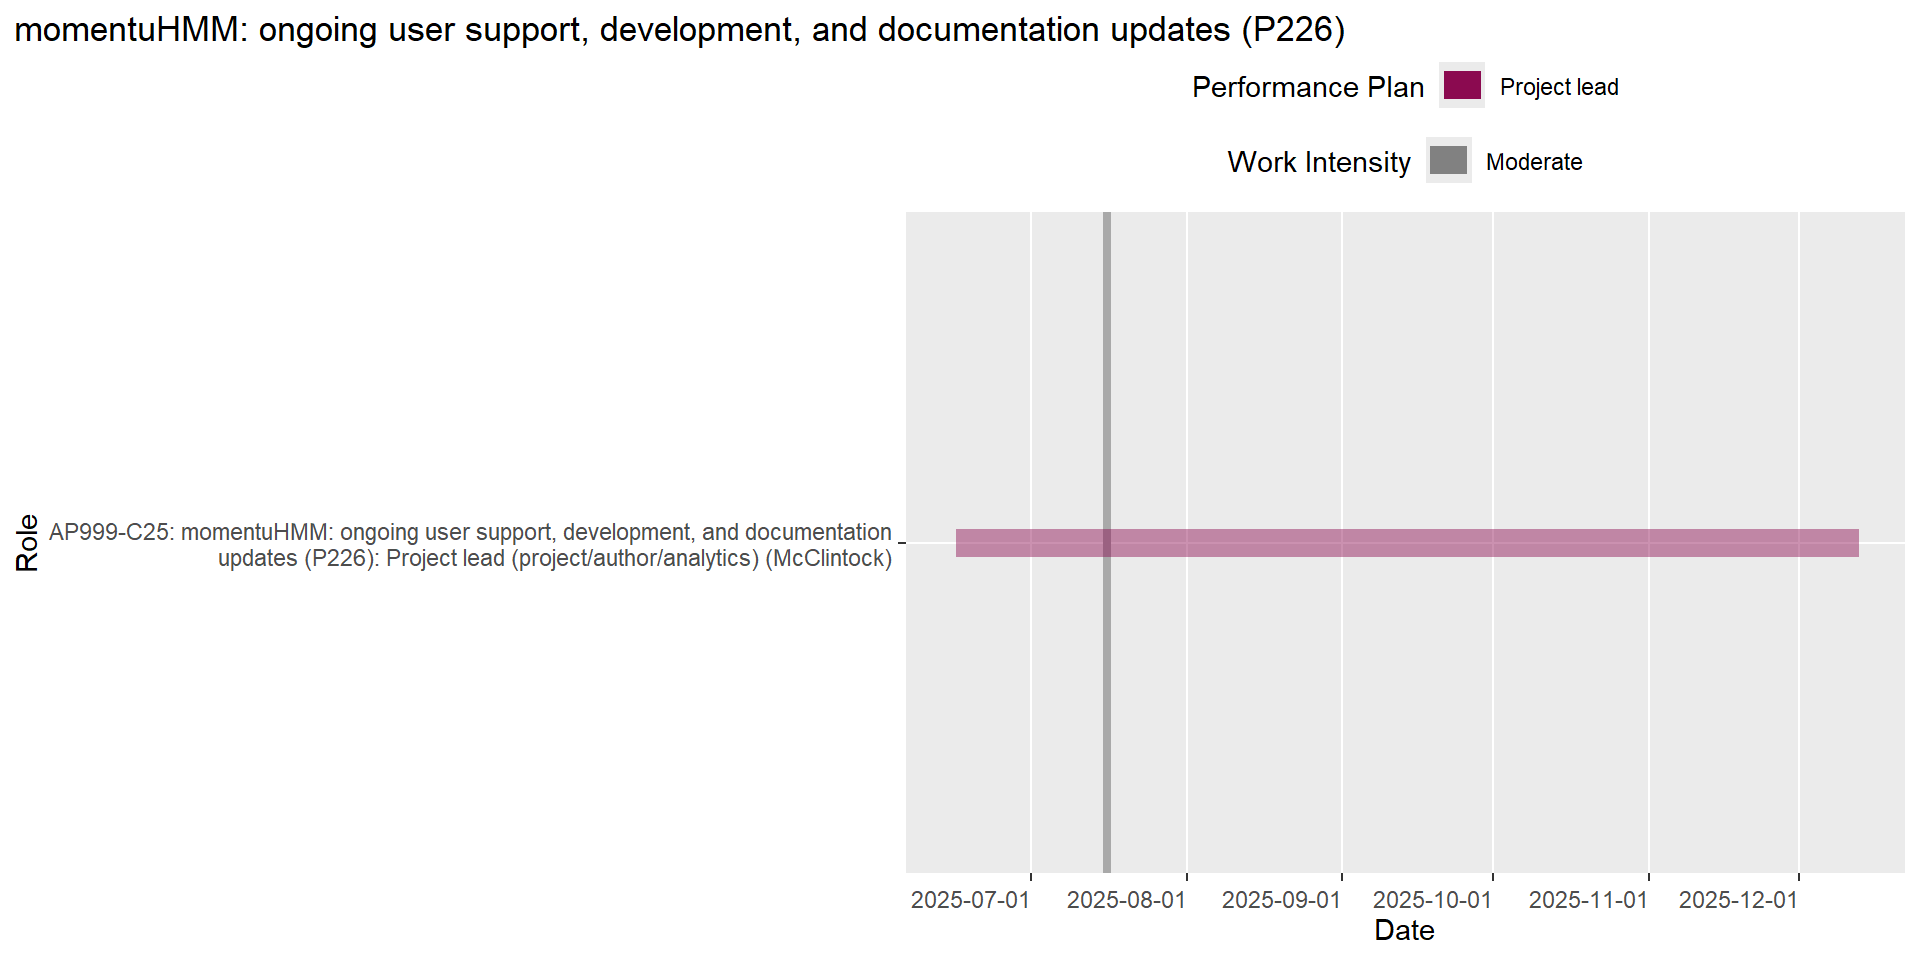 momentuHMM: ongoing user support, development, and documentation updates (P226)
Performance Plan
Project lead
Work Intensity
Moderate
Role
AP999-C25: momentuHMM: ongoing user support, development, and documentation
updates (P226): Project lead (project/author/analytics) (McClintock)
2025-07-01
2025-08-01
2025-09-01
2025-10-01
2025-11-01
2025-12-01
Date